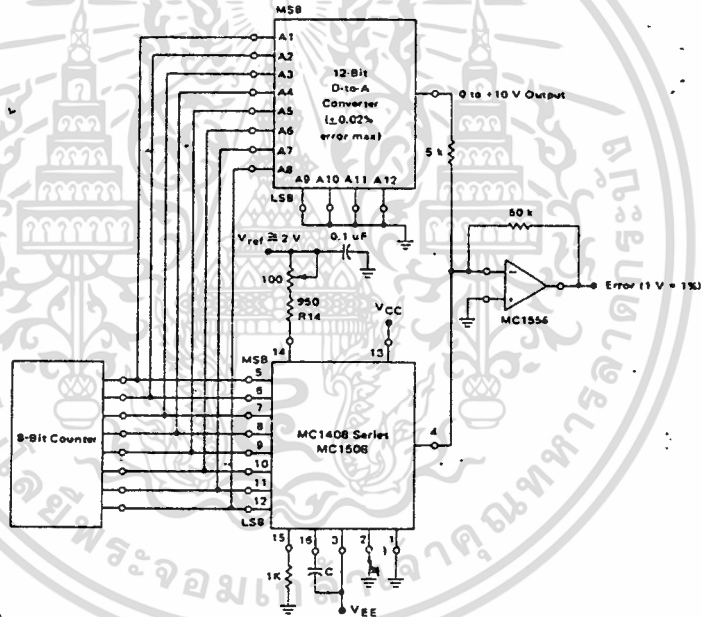 MSB
A1
A2
A3
A4
A5
A6
A7
A8
12-Bit
D-to-A
Converter
(±0.02%
error max)
A9 A10 A11 A12
LSB
0 to +10 V Output
5 k
50 k
Vref ≅ 2 V
0.1 uF
100
950
R14
VCC
MC1556
Error (1 V = 1%)
14
13
MSB
5
6
7
8
9
10
11
12
LSB
8-Bit Counter
MC1408 Series
MC1508
4
15
16
3
2
1
1K
C
VEE